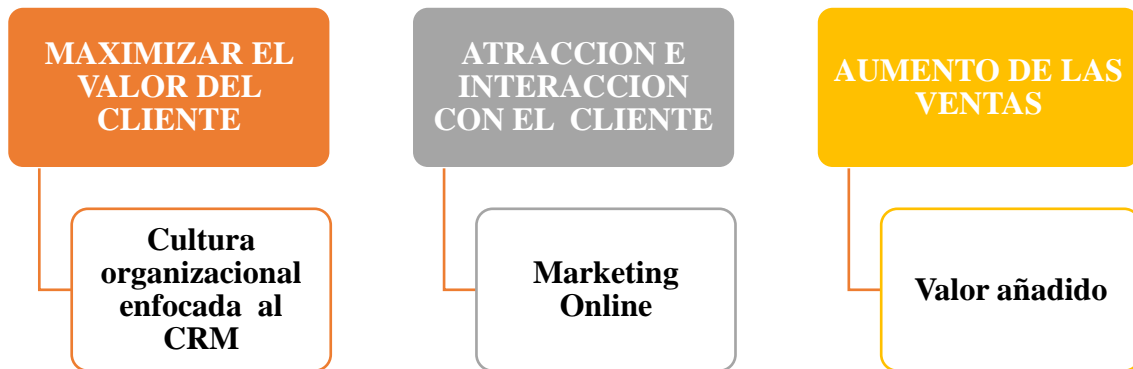 MAXIMIZAR EL
VALOR DEL
CLIENTE
Cultura
organizacional
enfocada al
CRM
ATRACCION E
INTERACCION
CON EL CLIENTE
Marketing
Online
AUMENTO DE LAS
VENTAS
Valor añadido